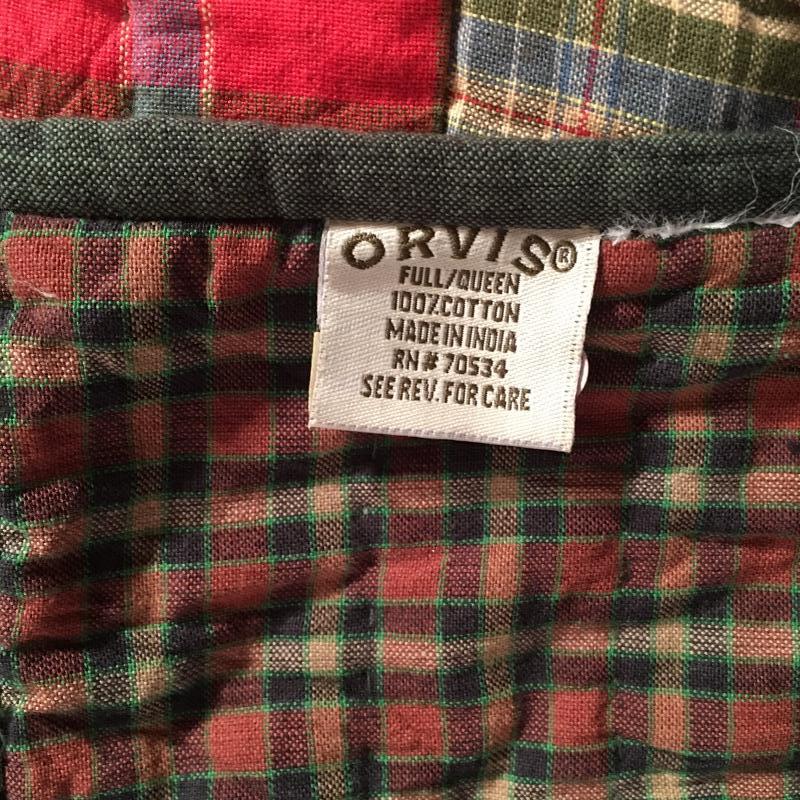 ORVIS®
FULL/QUEEN
100% COTTON
MADE IN INDIA
RN# 70534
SEE REV. FOR CARE